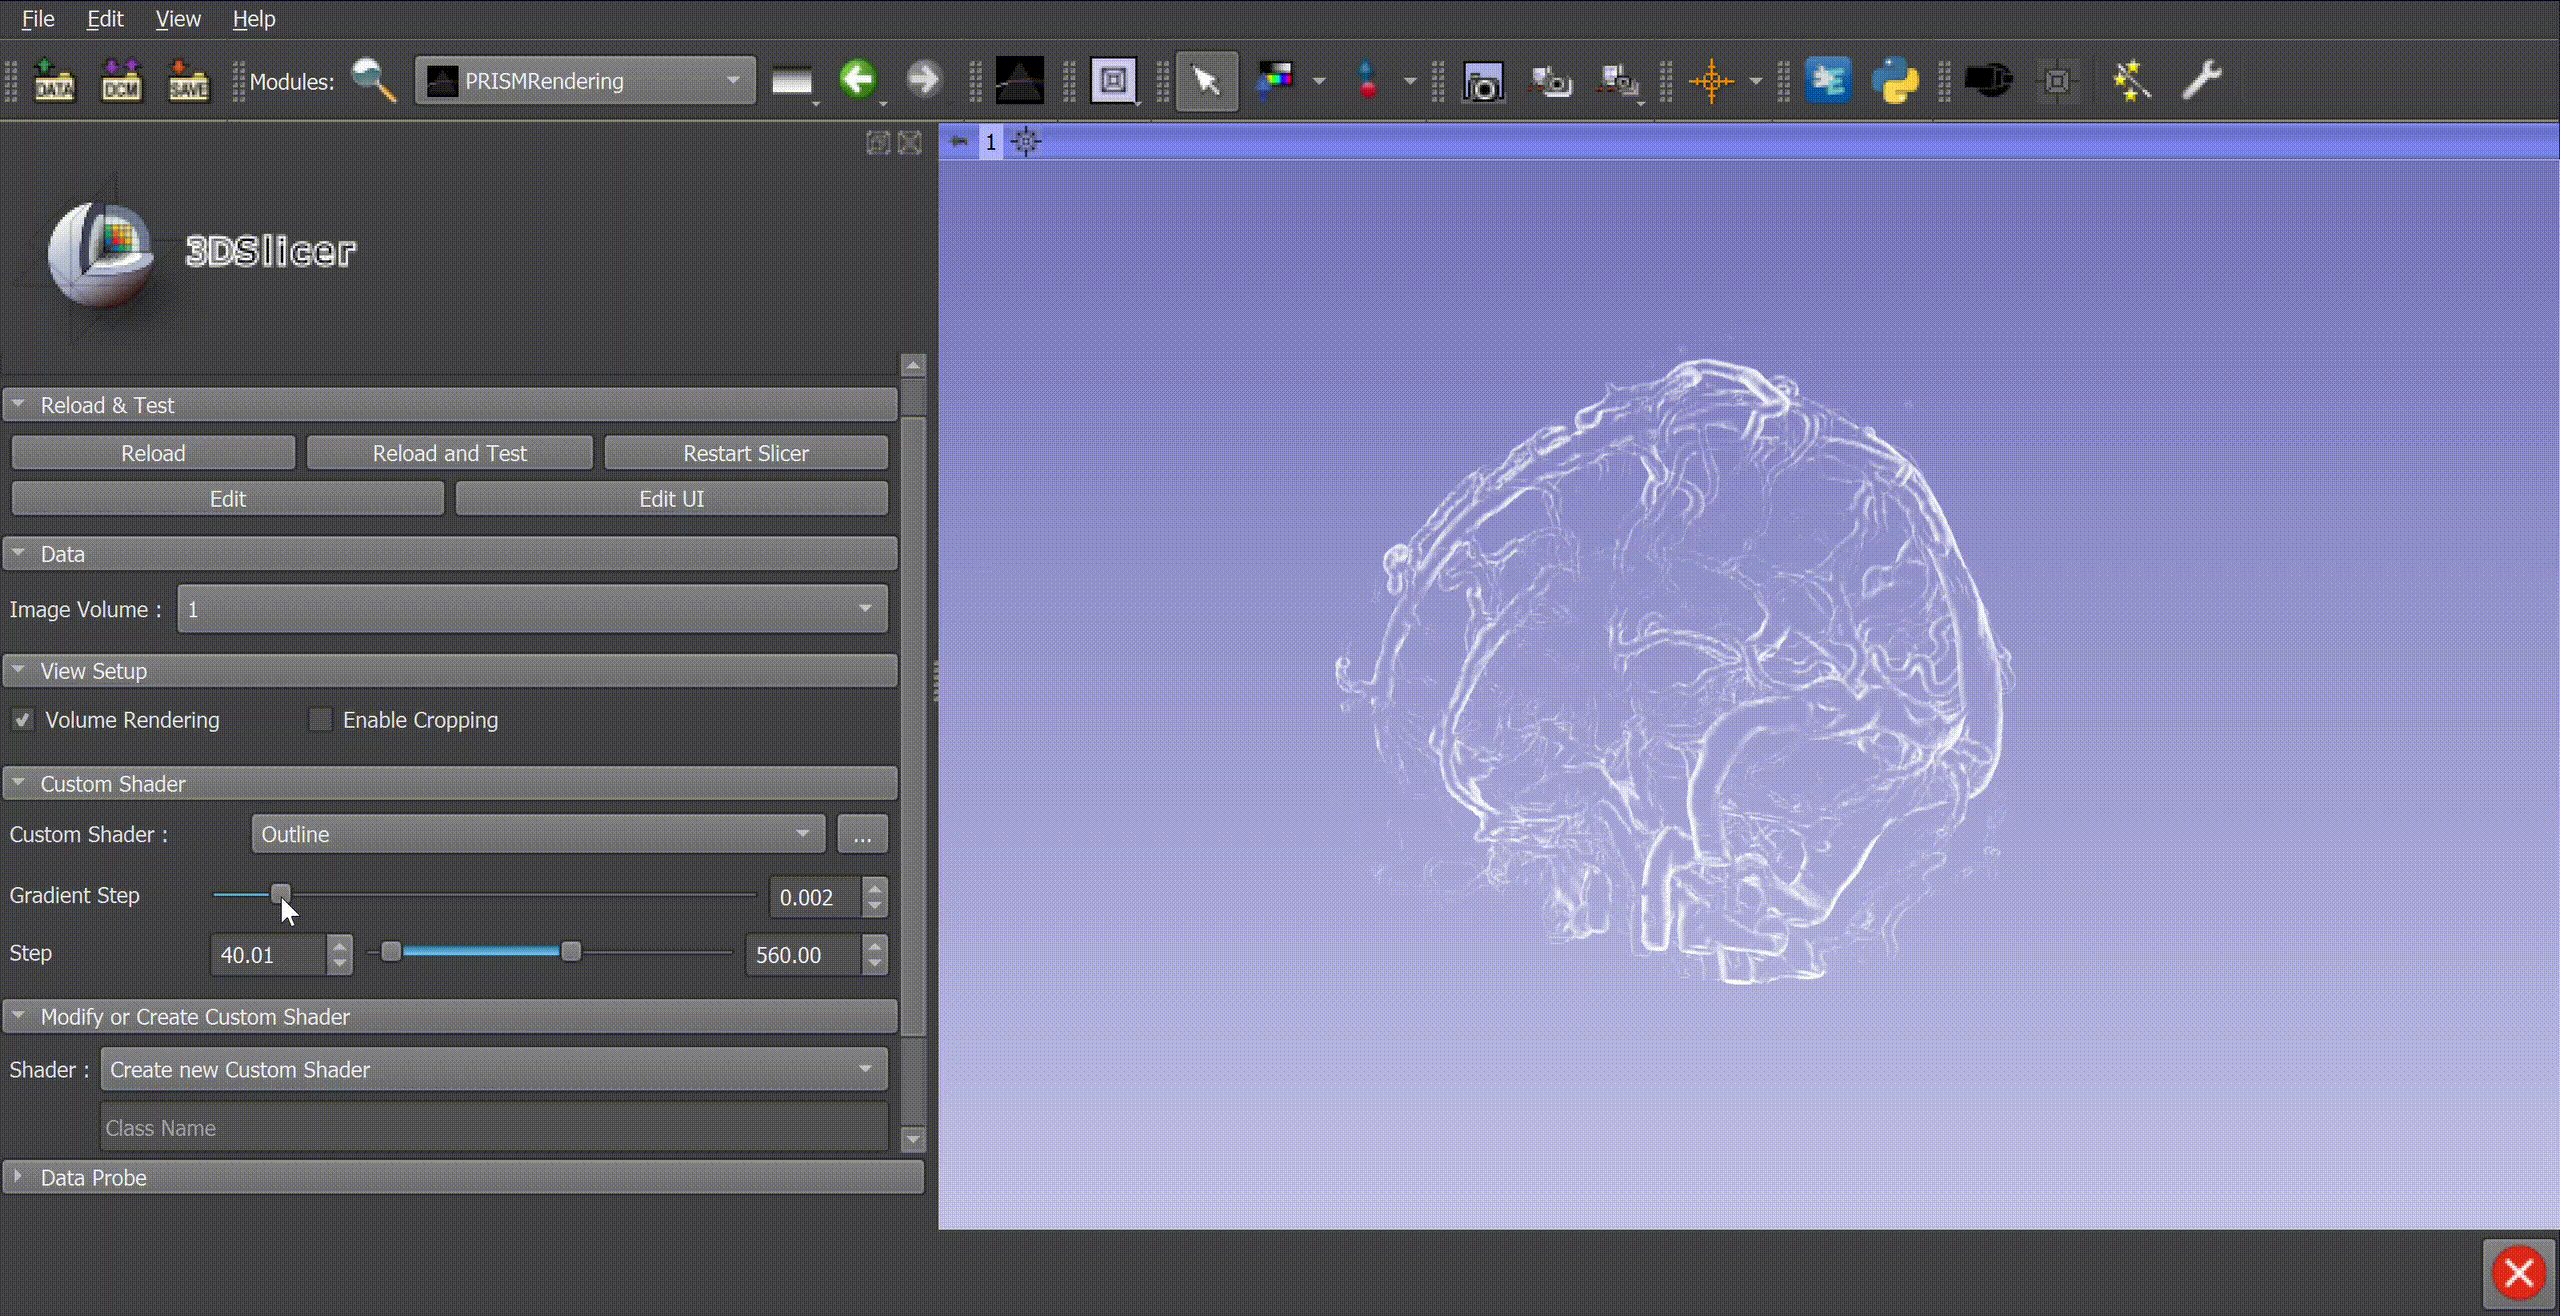 File Edit View Help
DATA DCM SAVE Modules: PRISMRendering
1
3DSlicer
Reload & Test
Reload Reload and Test Restart Slicer
Edit Edit UI
Data
Image Volume : 1
View Setup
Volume Rendering Enable Cropping
Custom Shader
Custom Shader : Outline ...
Gradient Step 0.002
Step 40.01 560.00
Modify or Create Custom Shader
Shader : Create new Custom Shader
Class Name
Data Probe